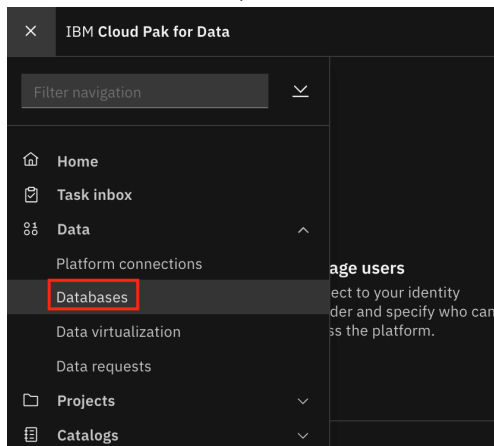 IBM Cloud Pak for Data
Filter navigation
Home
Task inbox
Data
Platform connections
Databases
Data virtualization
Data requests
Projects
Catalogs
age users
ect to your identity
der and specify who can
ss the platform.